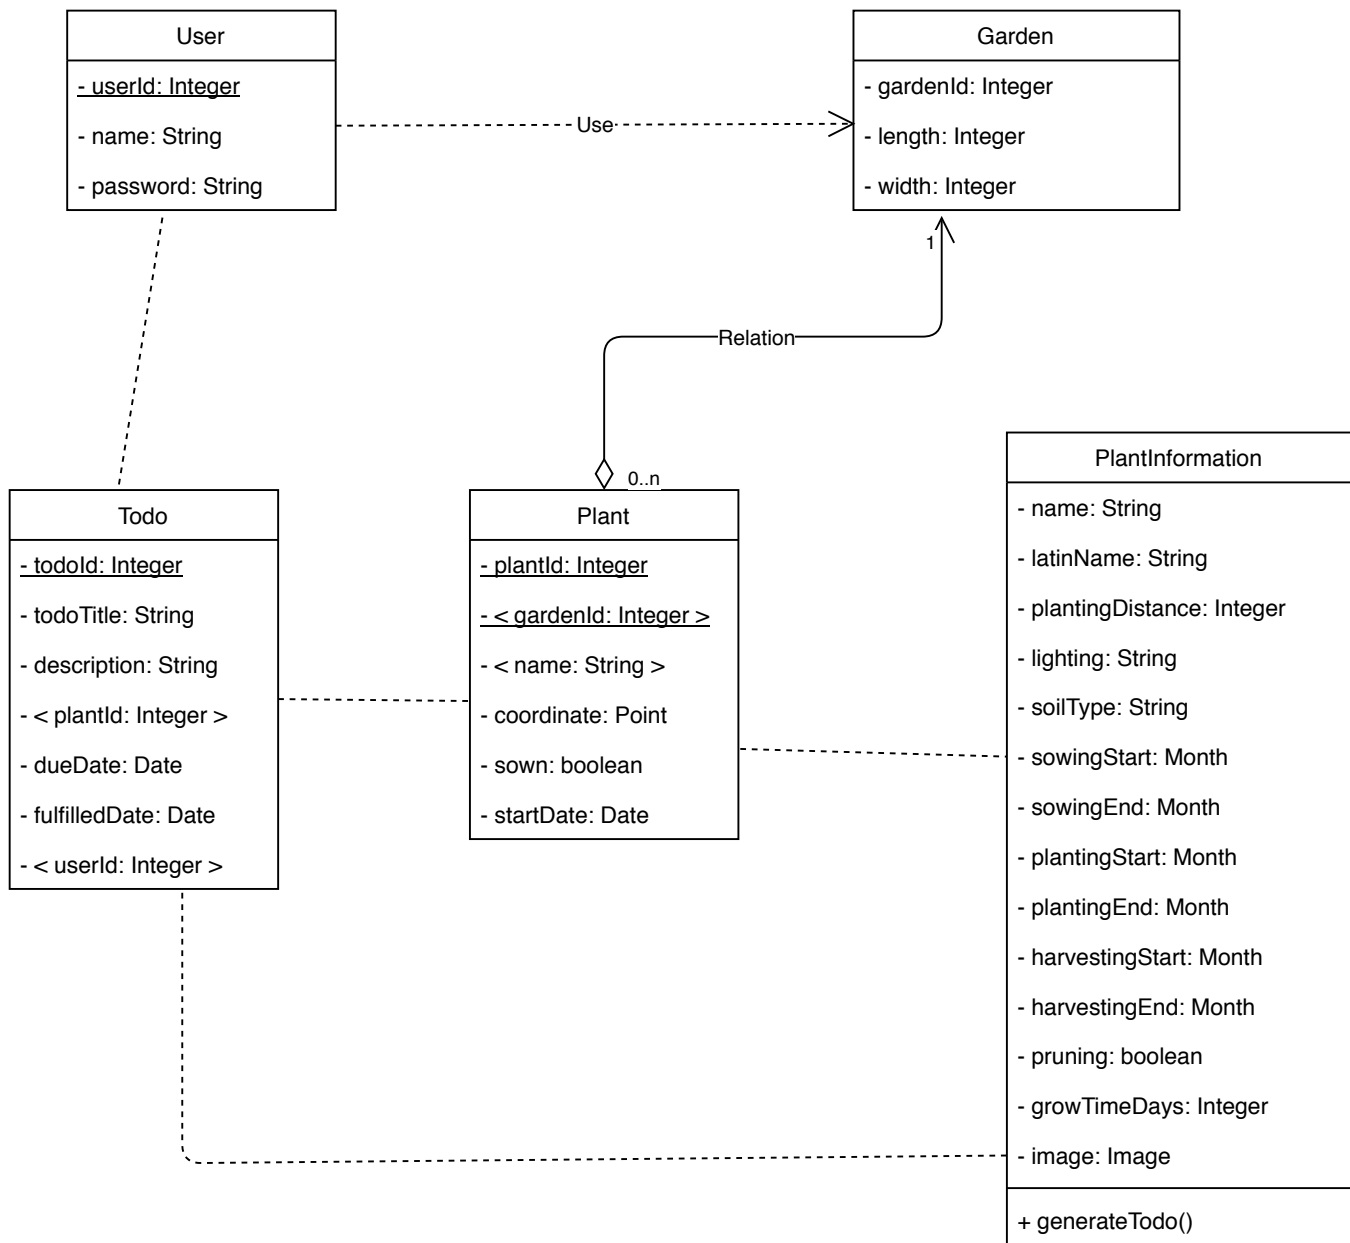 User
- userId: Integer
- name: String
- password: String
Use
Garden
- gardenId: Integer
- length: Integer
- width: Integer
1
Relation
0..n
Todo
- todoId: Integer
- todoTitle: String
- description: String
- < plantId: Integer >
- dueDate: Date
- fulfilledDate: Date
- < userId: Integer >
Plant
- plantId: Integer
- < gardenId: Integer >
- < name: String >
- coordinate: Point
- sown: boolean
- startDate: Date
PlantInformation
- name: String
- latinName: String
- plantingDistance: Integer
- lighting: String
- soilType: String
- sowingStart: Month
- sowingEnd: Month
- plantingStart: Month
- plantingEnd: Month
- harvestingStart: Month
- harvestingEnd: Month
- pruning: boolean
- growTimeDays: Integer
- image: Image
+ generateTodo()